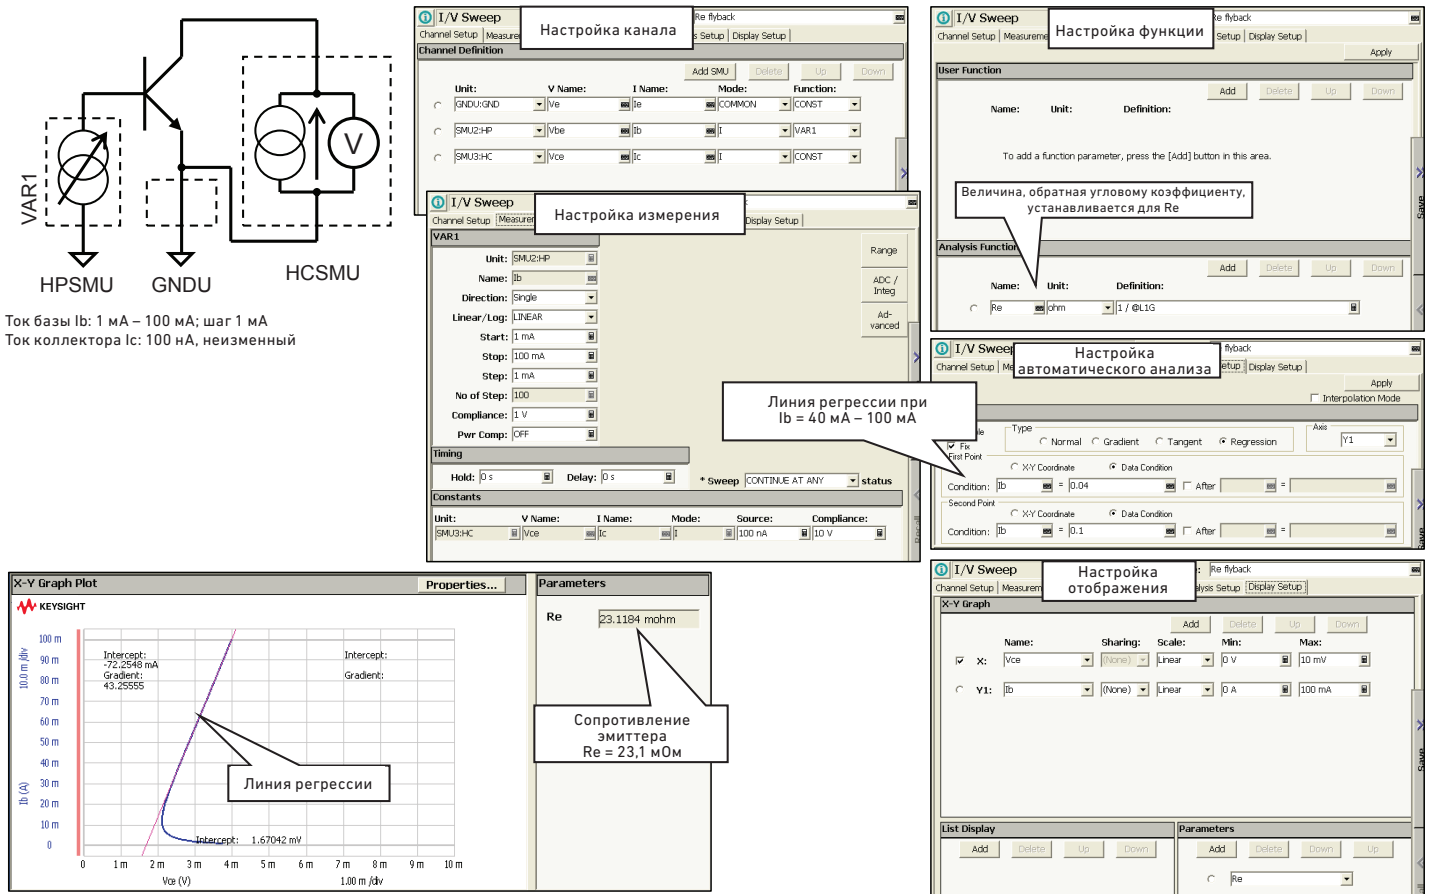 VAR1
V
HPSMU
GNDU
HCSMU
Ток базы Ib: 1 мА – 100 мА; шаг 1 мА
Ток коллектора Ic: 100 нА, неизменный
I/V Sweep
Re flyback
Настройка канала
Channel Setup
Display Setup
Channel Definition
Add SMU Delete Up Down
Unit: V Name: I Name: Mode: Function:
GNDU:GND Ve Ie COMMON CONST
SMU2:HP Vbe Ib I VAR1
SMU3:HC Vce Ic I CONST
I/V Sweep
Настройка измерения
Channel Setup
Display Setup
VAR1
Unit: SMU2:HP
Name: Ib
Direction: Single
Linear/Log: LINEAR
Start: 1 mA
Stop: 100 mA
Step: 1 mA
No of Step: 100
Compliance: 1 V
Pwr Comp: OFF
Range
ADC /
Integ
Ad-
vanced
Timing
Hold: 0 s Delay: 0 s * Sweep CONTINUE AT ANY status
Constants
Unit: V Name: I Name: Mode: Source: Compliance:
SMU3:HC Vce Ic I 100 nA 10 V
I/V Sweep
Re flyback
Настройка функции
Channel Setup
Setup Display Setup
Apply
User Function
Add Delete Up Down
Name: Unit: Definition:
To add a function parameter, press the [Add] button in this area.
Величина, обратная угловому коэффициенту,
устанавливается для Re
Save
Analysis Function
Add Delete Up Down
Name: Unit: Definition:
Re ohm 1 / @L1G
I/V Sweep
flyback
Настройка
автоматического анализа
Channel Setup
Display Setup
Apply
Interpolation Mode
Линия регрессии при
Ib = 40 мА – 100 мА
Fix
Type
Normal Gradient Tangent Regression
Axis
Y1
First Point
X-Y Coordinate Data Condition
Condition: Ib = 0.04 After =
Second Point
X-Y Coordinate Data Condition
Condition: Ib = 0.1 After =
I/V Sweep
Re flyback
Настройка
отображения
Channel Setup
Display Setup
X-Y Graph
Add Delete Up Down
Name: Sharing: Scale: Min: Max:
X: Vce (None) Linear 0 V 10 mV
Y1: Ib (None) Linear 0 A 100 mA
Save
List Display
Add Delete Up Down
Parameters
Add Delete Up
Re
X-Y Graph Plot
Properties...
KEYSIGHT
Intercept:
-72.2548 mA
Gradient:
43.25555
Intercept:
Gradient:
10.0 m /div
Ib (A)
100 m
90 m
80 m
70 m
60 m
50 m
40 m
30 m
20 m
10 m
0
Линия регрессии
Intercept: 1.67042 mV
0 1 m 2 m 3 m 4 m 5 m 6 m 7 m 8 m 9 m 10 m
Vce (V) 1.00 m /div
Parameters
Re 23.1184 mohm
Сопротивление
эмиттера
Re = 23,1 мОм